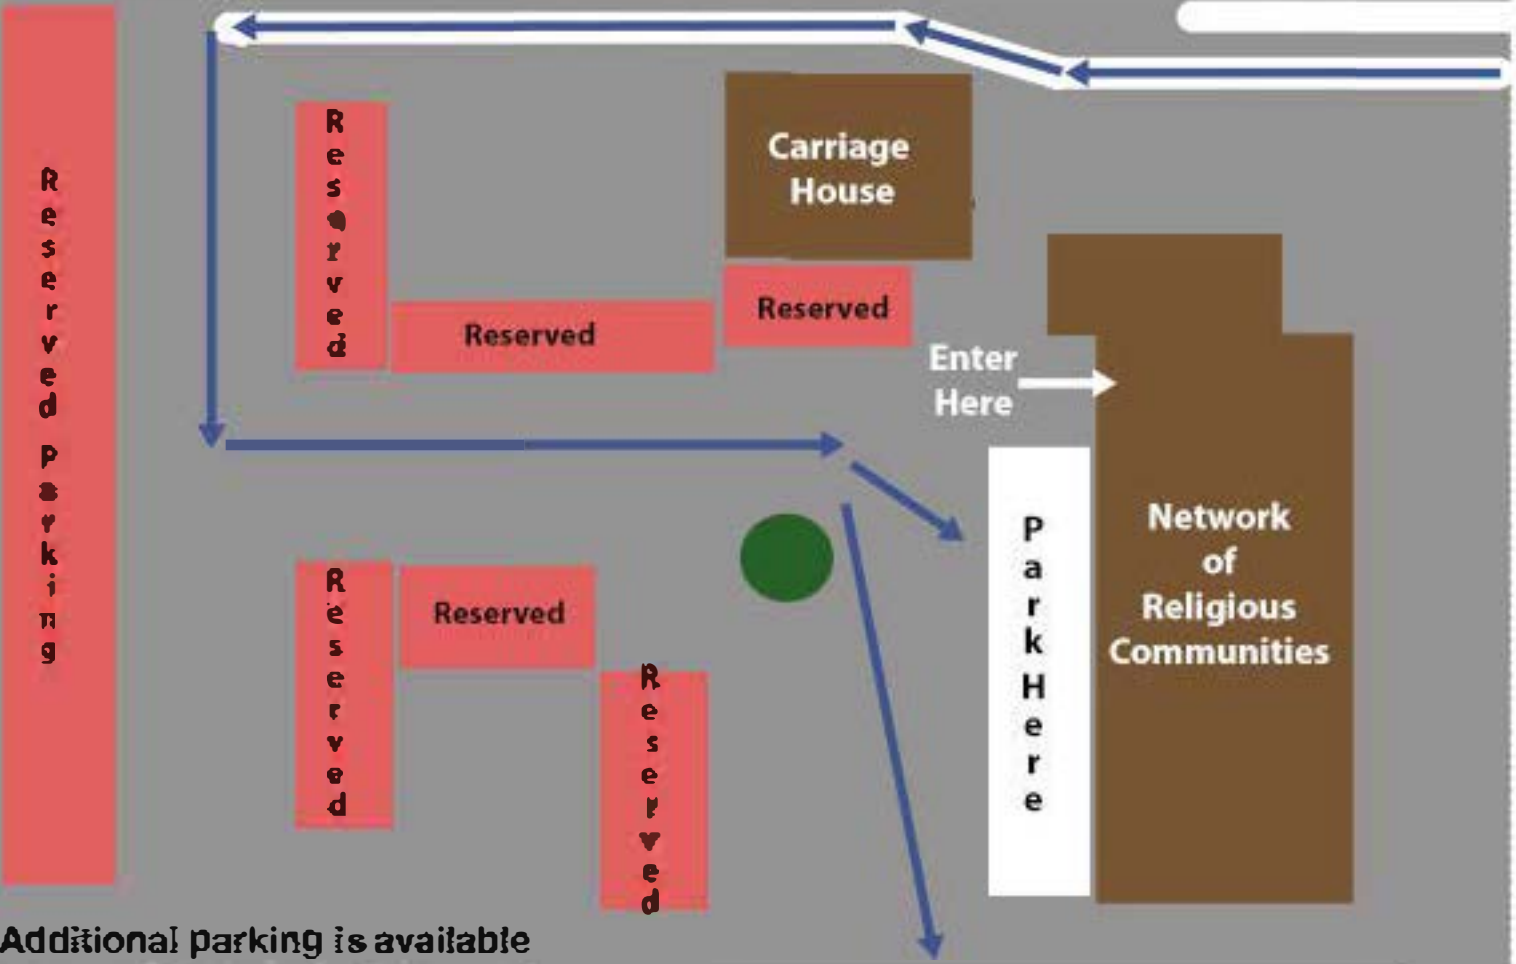 Reserved Parking
Reserved
Carriage
House
Reserved
Reserved
Enter
Here
Park Here
Network
of
Religious
Communities
Reserved
Reserved
Reserved
Additional parking is available